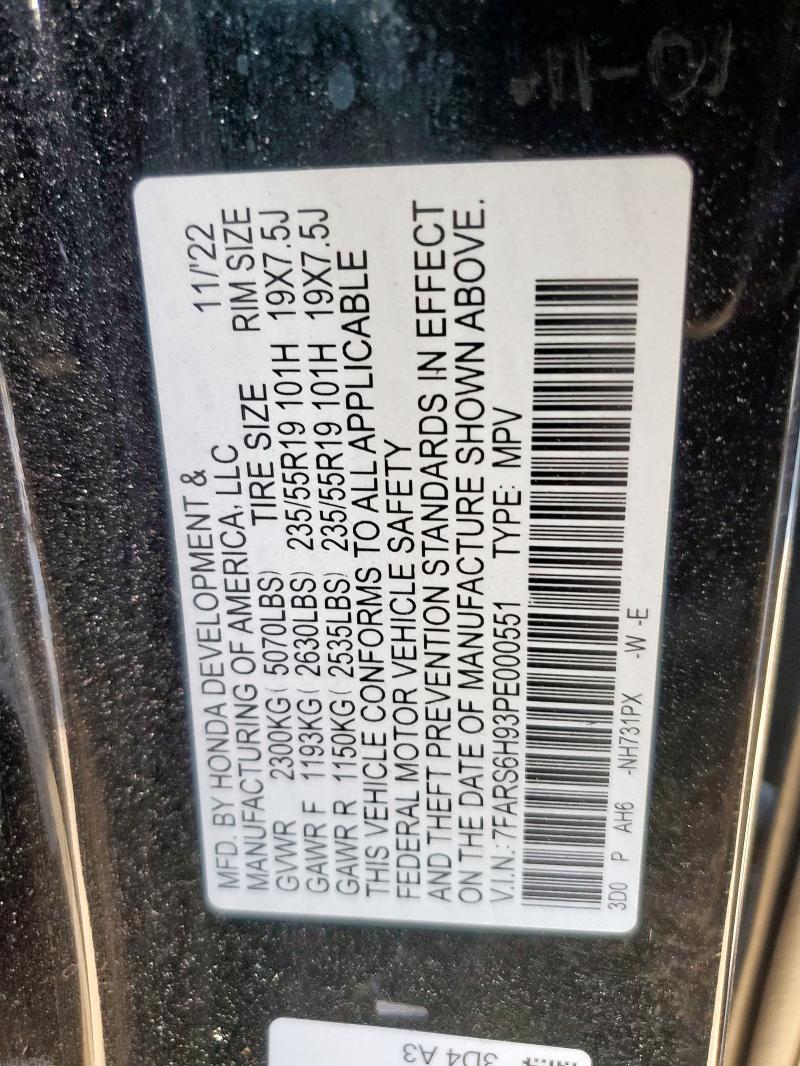 11-01
MFD. BY HONDA DEVELOPMENT & 11/'22
MANUFACTURING OF AMERICA, LLC
TIRE SIZE RIM SIZE
GVWR 2300KG( 5070LBS)
GAWR F 1193KG( 2630LBS) 235/55R19 101H 19X7.5J
GAWR R 1150KG( 2535LBS) 235/55R19 101H 19X7.5J
THIS VEHICLE CONFORMS TO ALL APPLICABLE
FEDERAL MOTOR VEHICLE SAFETY
AND THEFT PREVENTION STANDARDS IN EFFECT
ON THE DATE OF MANUFACTURE SHOWN ABOVE.
V.I.N.: 7FARS6H93PE000551 TYPE: MPV
3D0 P AH6 -NH731PX -W -E
3D4 A3